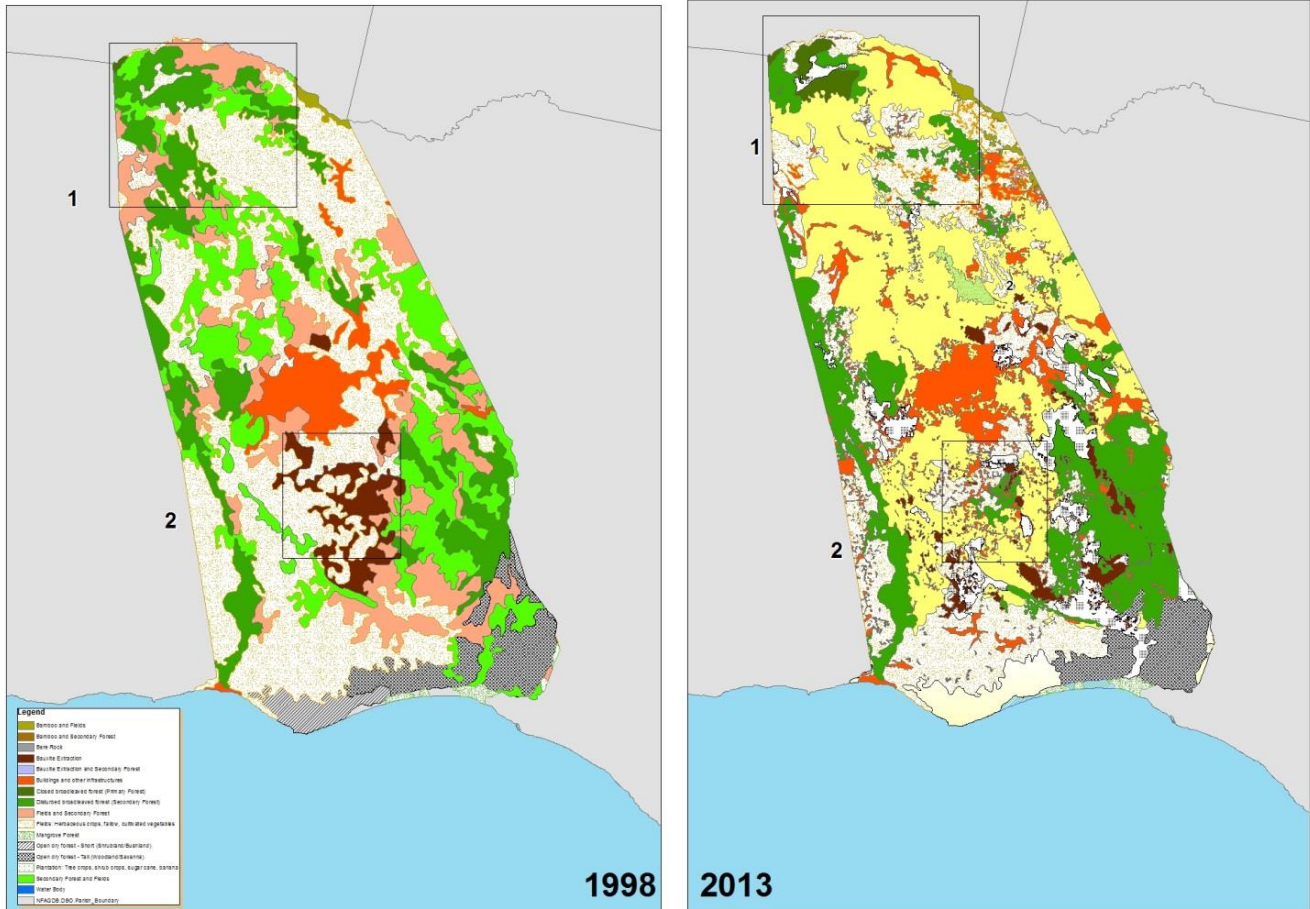 1
2
Legend
Bamboo and Fields
Bamboo and Secondary Forest
Bare Rock
Bauxite Extraction
Bauxite Extraction and Secondary Forest
Buildings and other infrastructures
Closed broadleaved forest (Primary Forest)
Disturbed broadleaved forest (Secondary Forest)
Fields and Secondary Forest
Fields: Herbaceous crops, fallow, cultivated vegetables
Mangrove Forest
Open dry forest - Short (Shrubland/Bushland)
Open dry forest - Tall (Woodland/Savanna)
Plantation: Tree crops, shrub crops, sugar cane, banana
Secondary Forest and Fields
Water Body
NPAGDB.DBO.Parish_Boundary
1998
1
2
2
2013